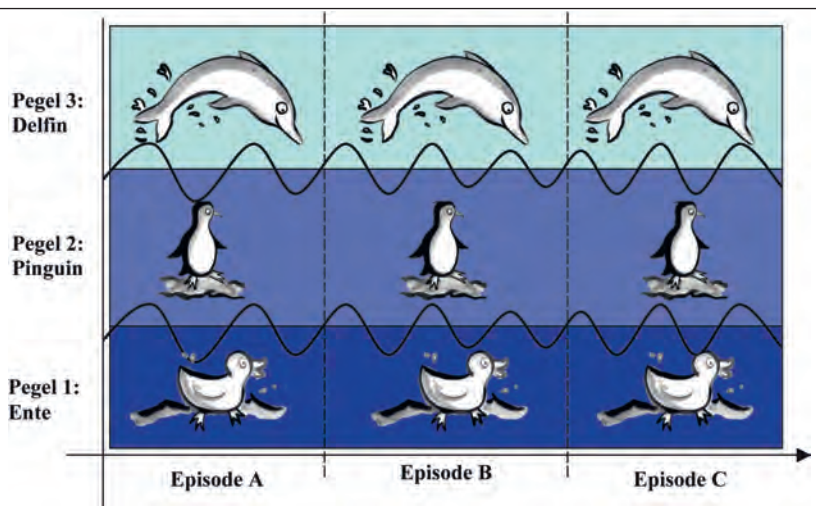 Pegel 3:
Delfin
Pegel 2:
Pinguin
Pegel 1:
Ente
Episode A
Episode B
Episode C